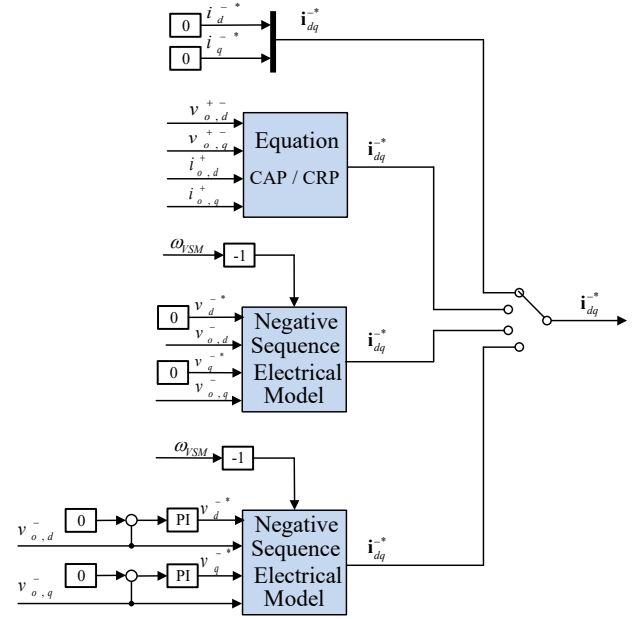 0 i_d^-*
0 i_q^-*
i_dq^-*
v_o,d^+-
v_o,q^+-
i_o,d^+
i_o,q^+
Equation
CAP / CRP
i_dq^-*
ω_VSM -1
0 v_d^-*
v_o,d^-
0 v_q^-*
v_o,q^-
Negative
Sequence
Electrical
Model
i_dq^-*
i_dq^-*
ω_VSM -1
0 PI v_d^-*
v_o,d^-
0 PI v_q^-*
v_o,q^-
Negative
Sequence
Electrical
Model
i_dq^-*